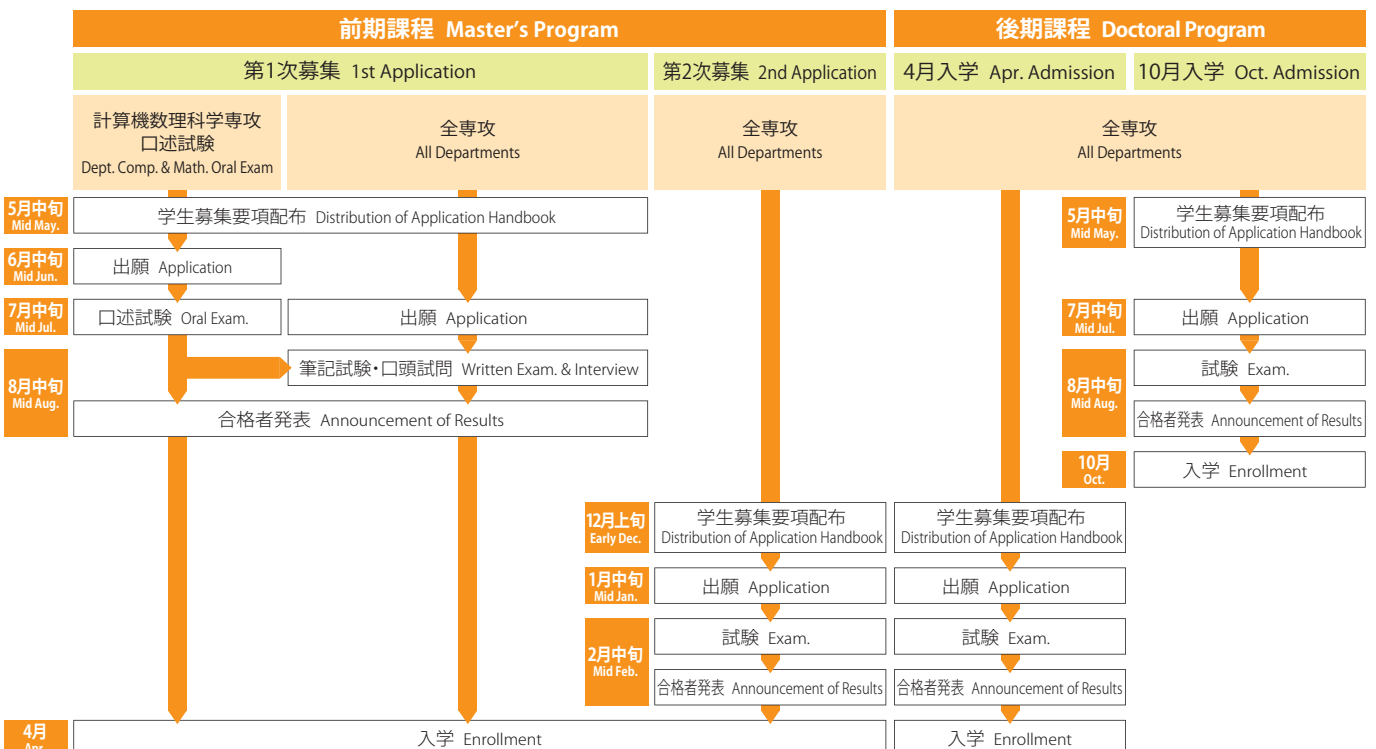 前期課程 Master's Program
後期課程 Doctoral Program
第1次募集 1st Application
第2次募集 2nd Application
4月入学 Apr. Admission
10月入学 Oct. Admission
計算機数理科学専攻
口述試験
Dept. Comp. & Math. Oral Exam
全専攻
All Departments
全専攻
All Departments
全専攻
All Departments
5月中旬
Mid May.
学生募集要項配布 Distribution of Application Handbook
5月中旬
Mid May.
学生募集要項配布
Distribution of Application Handbook
6月中旬
Mid Jun.
出願 Application
7月中旬
Mid Jul.
口述試験 Oral Exam.
出願 Application
7月中旬
Mid Jul.
出願 Application
8月中旬
Mid Aug.
筆記試験・口頭試問 Written Exam. & Interview
合格者発表 Announcement of Results
8月中旬
Mid Aug.
試験 Exam.
合格者発表 Announcement of Results
10月
Oct.
入学 Enrollment
12月上旬
Early Dec.
学生募集要項配布
Distribution of Application Handbook
学生募集要項配布
Distribution of Application Handbook
1月中旬
Mid Jan.
出願 Application
出願 Application
2月中旬
Mid Feb.
試験 Exam.
試験 Exam.
合格者発表 Announcement of Results
合格者発表 Announcement of Results
4月
Apr.
入学 Enrollment
入学 Enrollment